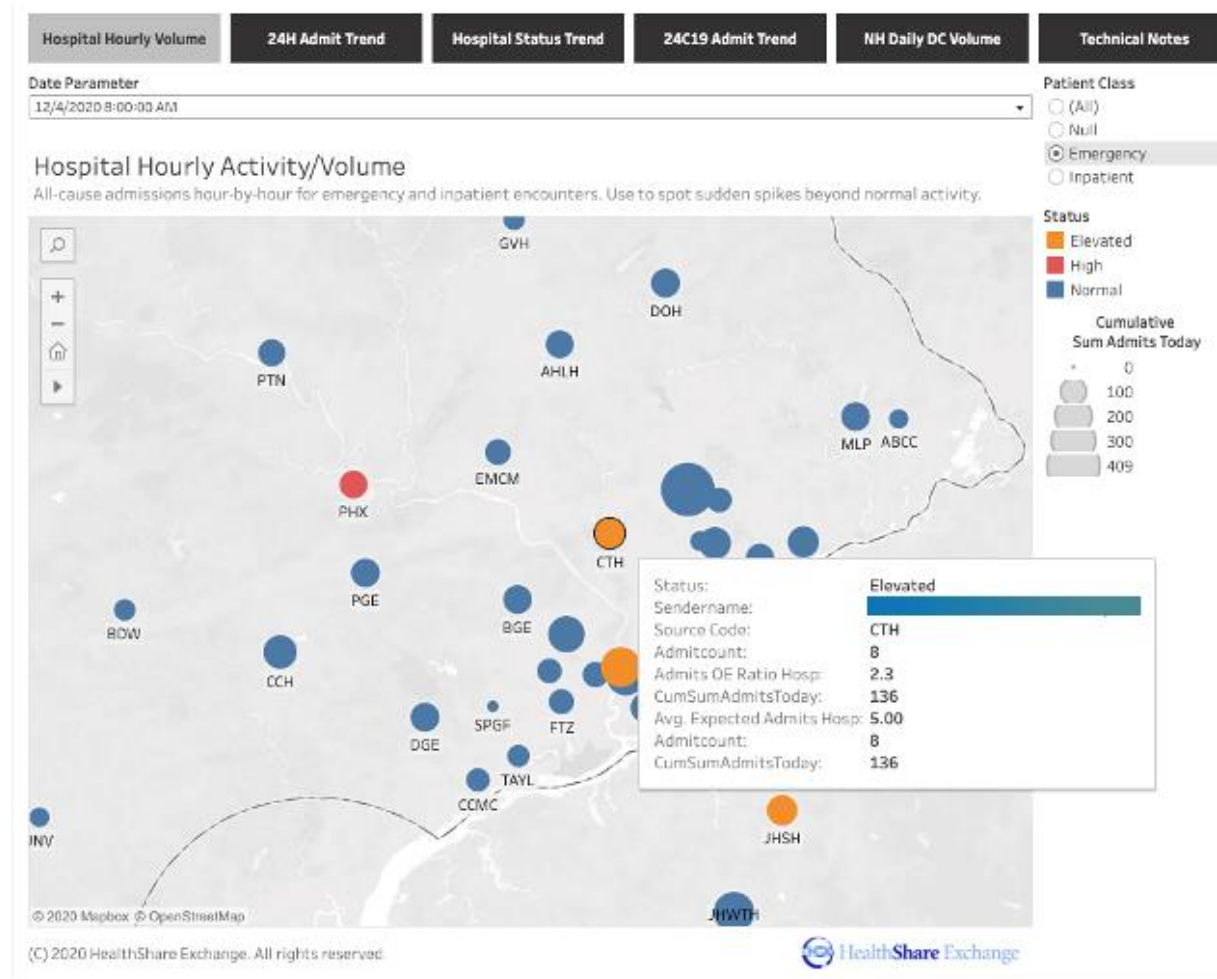 Hospital Hourly Volume
24H Admit Trend
Hospital Status Trend
24C19 Admit Trend
NH Daily DC Volume
Technical Notes
Date Parameter
12/4/2020 8:00:00 AM
Patient Class
(All)
Null
Emergency
Inpatient
Hospital Hourly Activity/Volume
All-cause admissions hour-by-hour for emergency and inpatient encounters. Use to spot sudden spikes beyond normal activity.
Status
Elevated
High
Normal
Cumulative
Sum Admits Today
0
100
200
300
409
GVH
DOH
PTN
AHLH
MLP
ABCC
EMCM
PHX
CTH
PGE
BDW
BGE
CCH
SPGF
FTZ
DGE
TAYL
CCMC
JNV
JHSH
JHWTH
Status: Elevated
Sendername:
Source Code: CTH
Admitcount: 8
Admits OE Ratio Hosp: 2.3
CumSumAdmitsToday: 136
Avg. Expected Admits Hosp: 5.00
Admitcount: 8
CumSumAdmitsToday: 136
© 2020 Mapbox © OpenStreetMap
(C) 2020 HealthShare Exchange. All rights reserved.
HealthShare Exchange